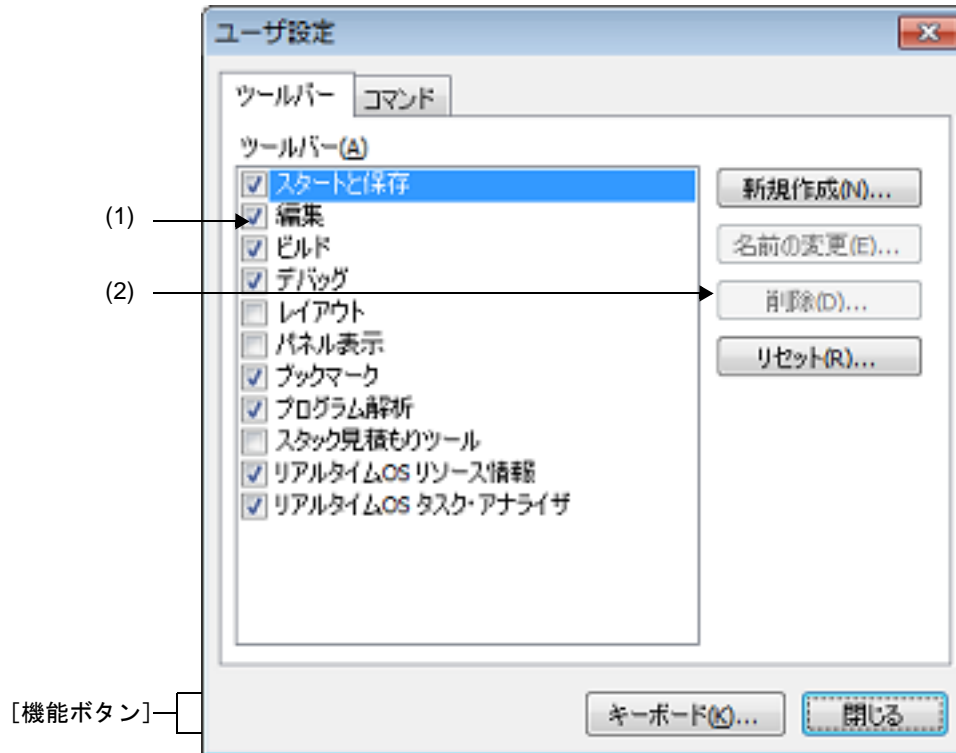 ユーザ設定
ツールバー コマンド
ツールバー(A)
スタートと保存
(1) 編集
ビルド
(2) デバッグ
レイアウト
パネル表示
ブックマーク
プログラム解析
スタック見積もりツール
リアルタイムOS リソース情報
リアルタイムOS タスク・アナライザ
新規作成(N)...
名前の変更(E)...
削除(D)...
リセット(R)...
[機能ボタン]
キーボード(K)... 閉じる